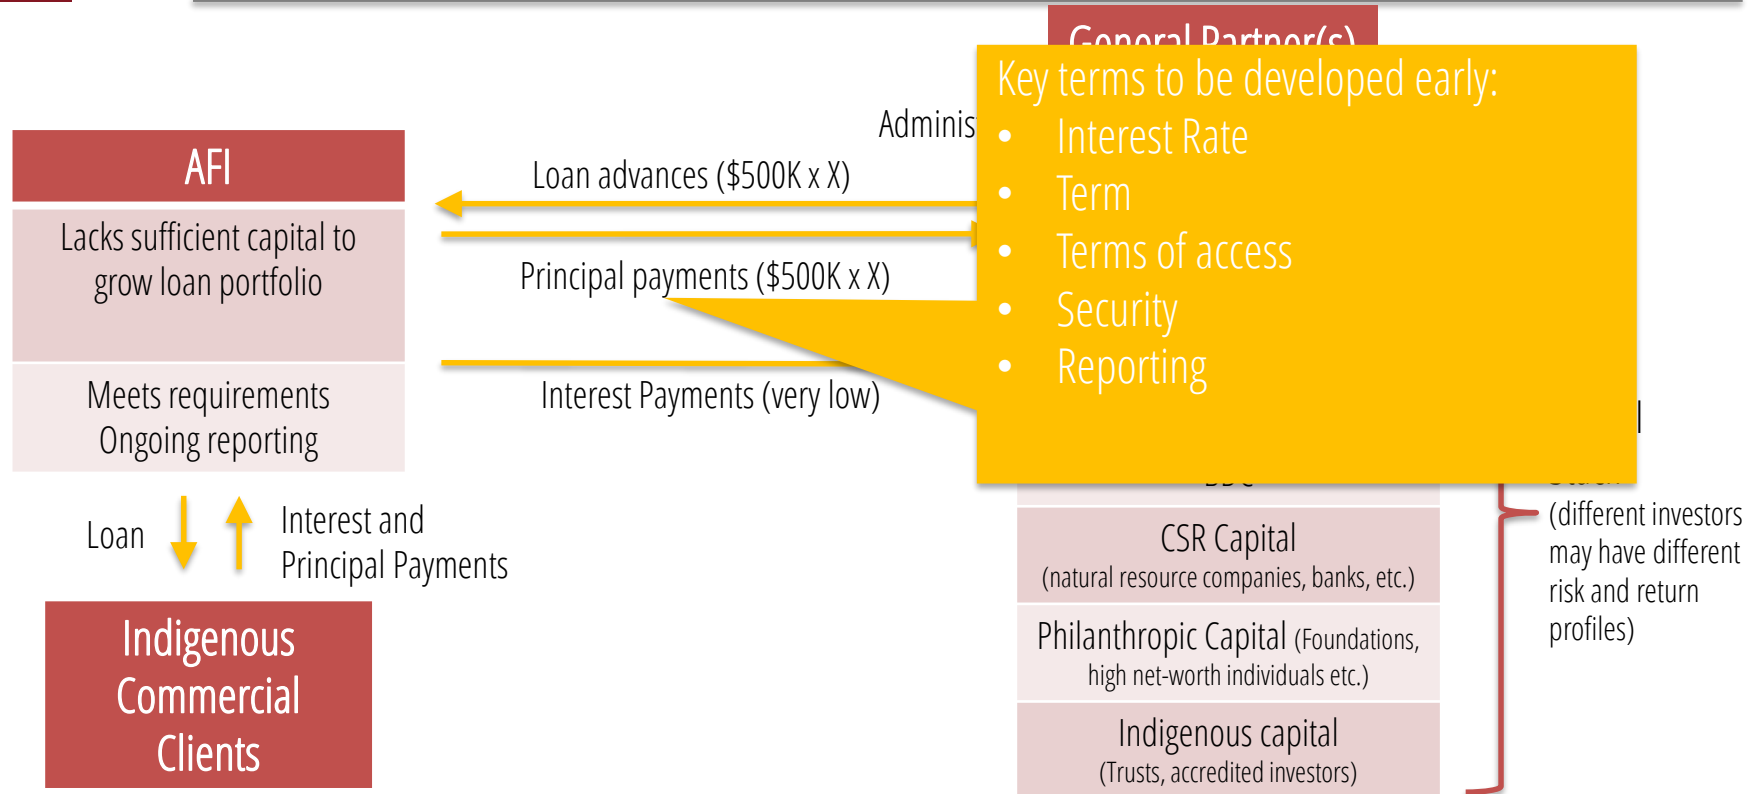 General Partner(s)
Key terms to be developed early:
• Interest Rate
• Term
• Terms of access
• Security
• Reporting
AFI
Lacks sufficient capital to
grow loan portfolio
Meets requirements
Ongoing reporting
Loan advances ($500K x X)
Principal payments ($500K x X)
Interest Payments (very low)
Loan
Interest and
Principal Payments
Indigenous
Commercial
Clients
CSR Capital
(natural resource companies, banks, etc.)
Philanthropic Capital (Foundations,
high net-worth individuals etc.)
Indigenous capital
(Trusts, accredited investors)
(different investors
may have different
risk and return
profiles)